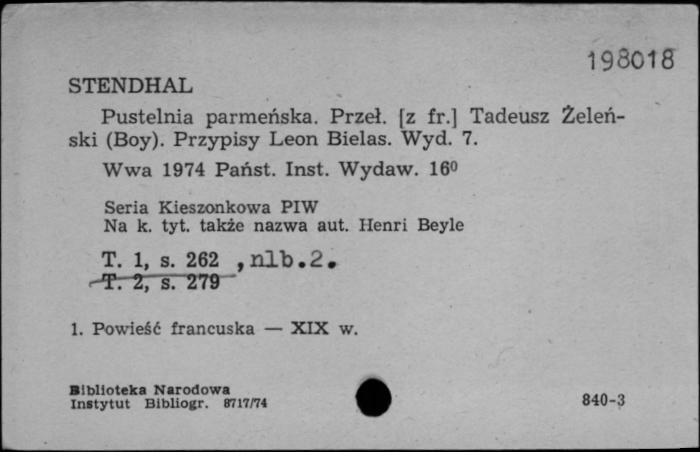 198018
STENDHAL
Pustelnia parmeńska. Przeł. [z fr.] Tadeusz Żeleń-
ski (Boy). Przypisy Leon Bielas. Wyd. 7.
Wwa 1974 Państ. Inst. Wydaw. 16⁰
Seria Kieszonkowa PIW
Na k. tyt. także nazwa aut. Henri Beyle
T. 1, s. 262 , nlb.2.
T. 2, s. 279
1. Powieść francuska — XIX w.
Biblioteka Narodowa
Instytut Bibliogr. 8717/74
840-3